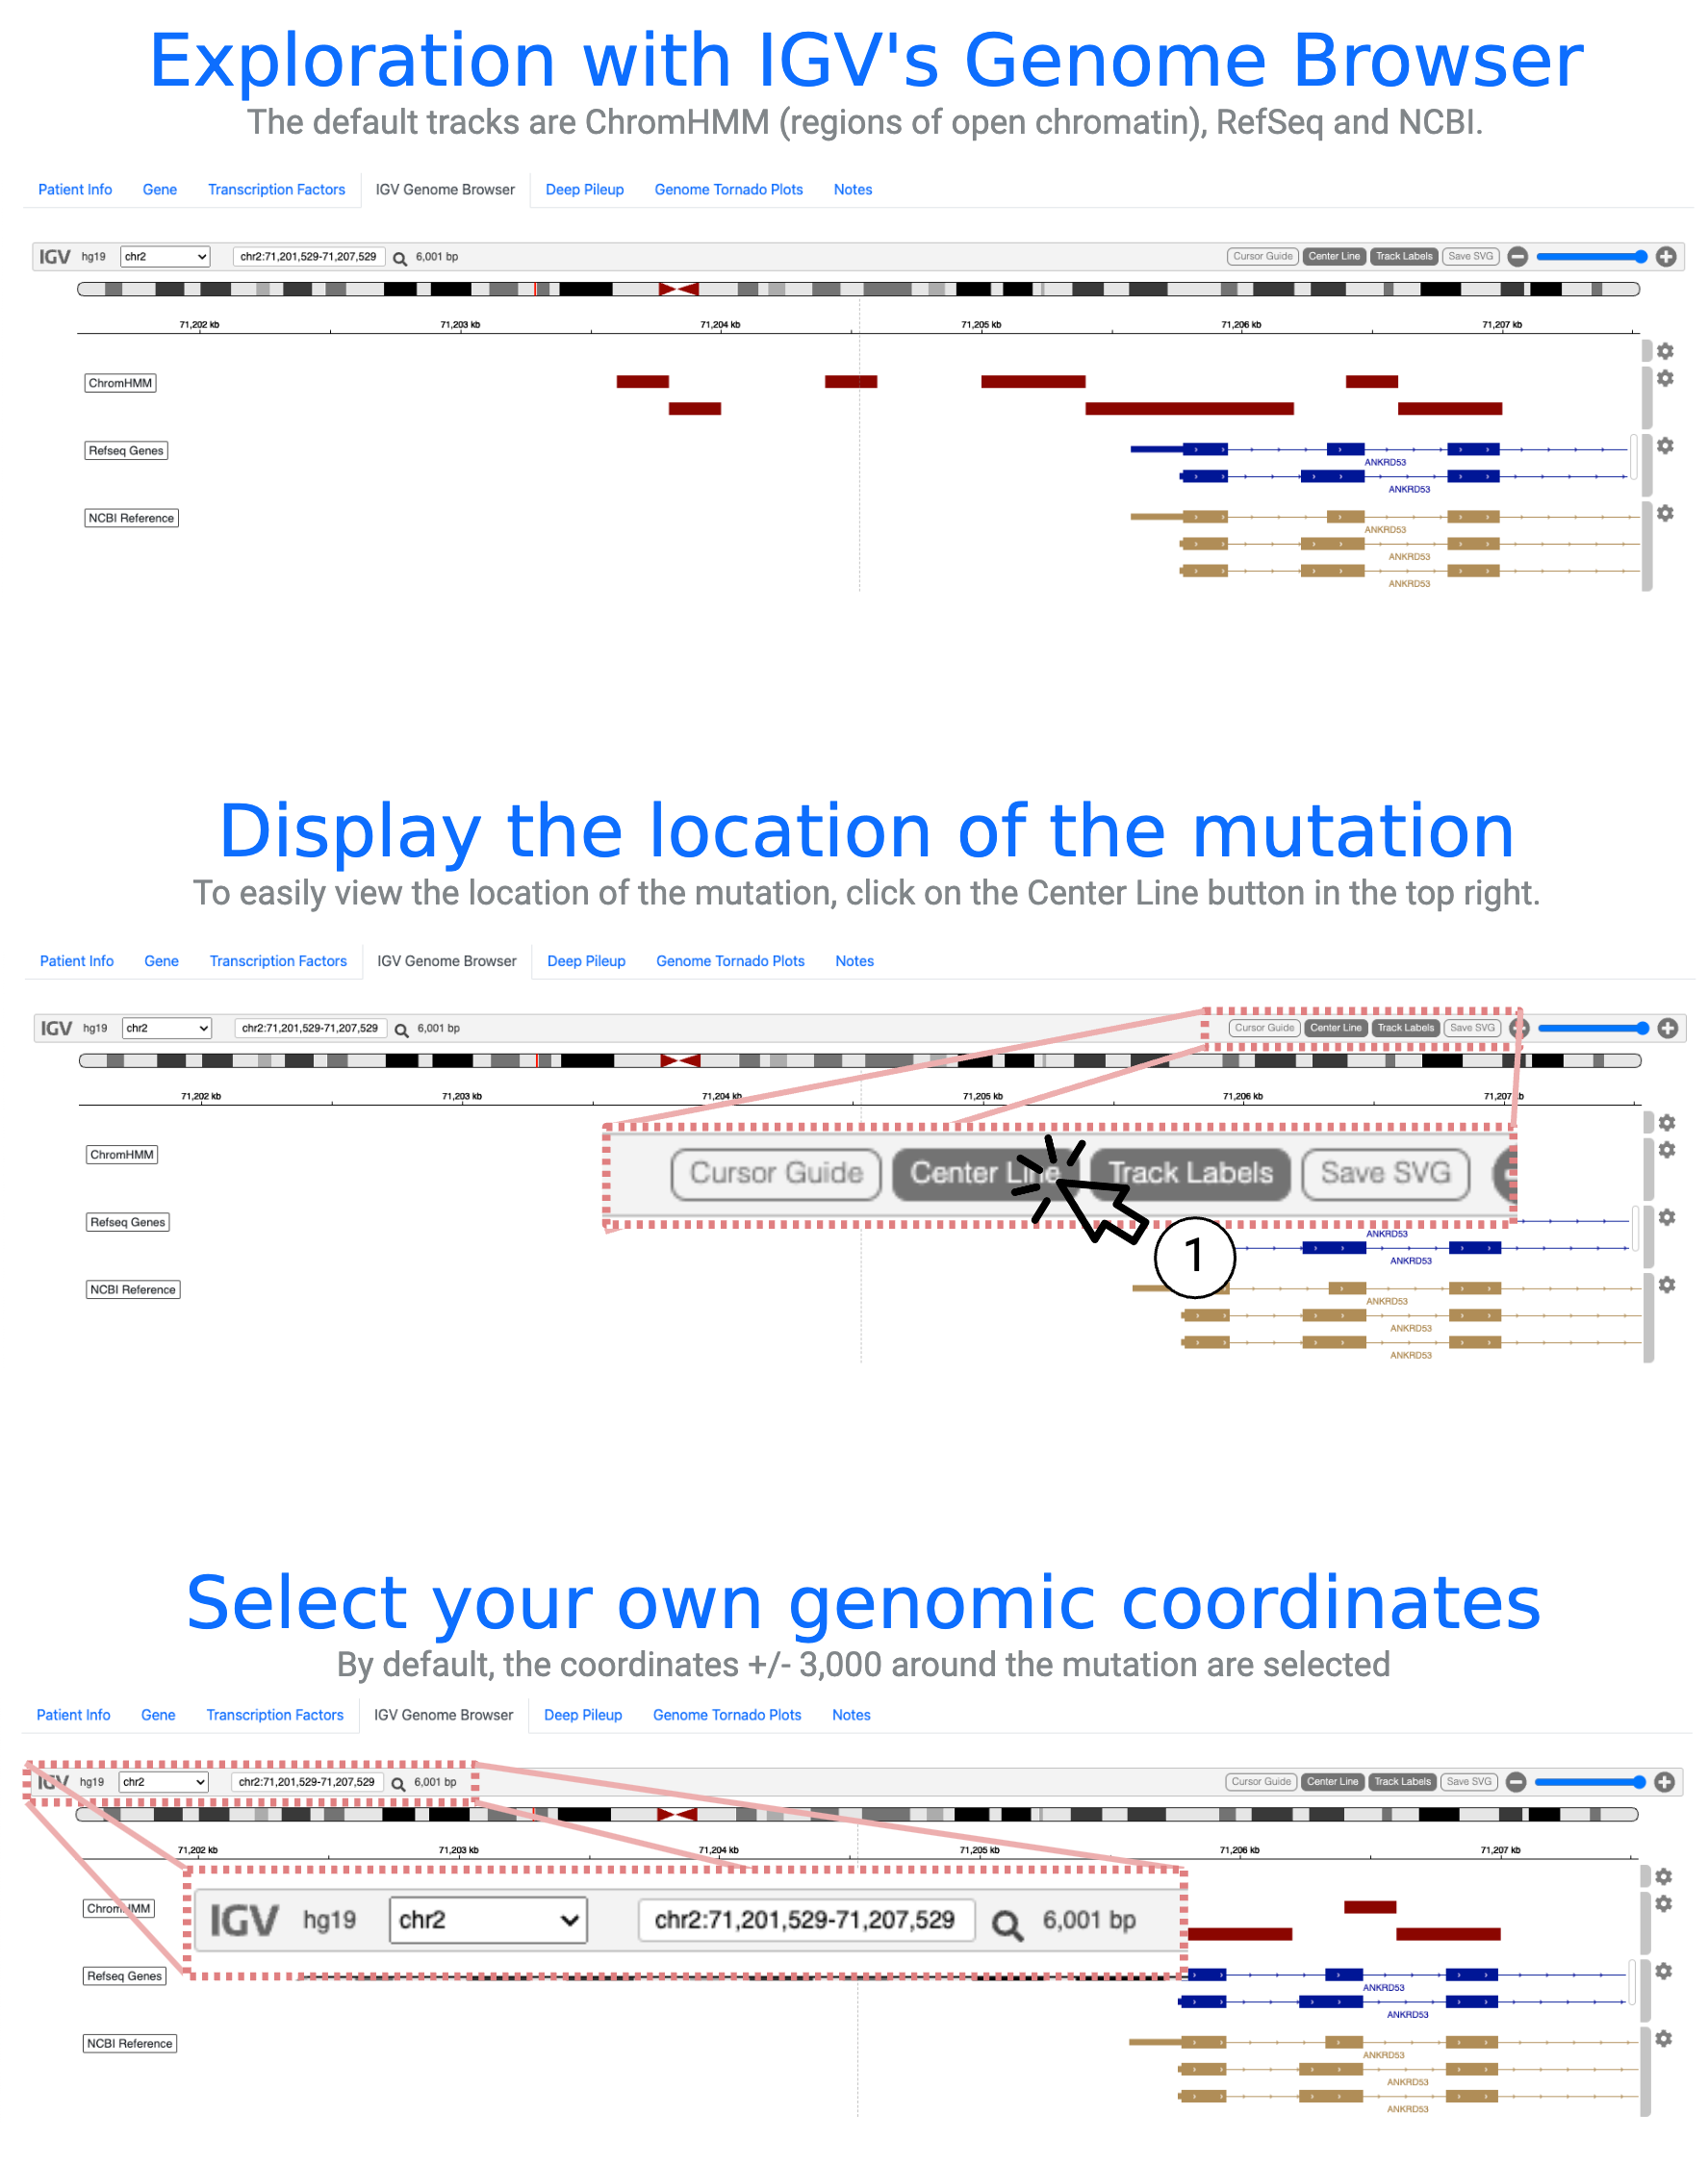 Exploration with IGV's Genome Browser
The default tracks are ChromHMM (regions of open chromatin), RefSeq and NCBI.
Patient Info Gene Transcription Factors IGV Genome Browser Deep Pileup Genome Tornado Plots Notes
IGV hg19 chr2 chr2:71,201,529-71,207,529 6,001 bp Cursor Guide Center Line Track Labels Save SVG
71,202 kb 71,203 kb 71,204 kb 71,205 kb 71,206 kb 71,207 kb
ChromHMM
Refseq Genes
ANKRD53
ANKRD53
NCBI Reference
ANKRD53
ANKRD53
ANKRD53
Display the location of the mutation
To easily view the location of the mutation, click on the Center Line button in the top right.
Patient Info Gene Transcription Factors IGV Genome Browser Deep Pileup Genome Tornado Plots Notes
IGV hg19 chr2 chr2:71,201,529-71,207,529 6,001 bp Cursor Guide Center Line Track Labels Save SVG
71,202 kb 71,203 kb 71,204 kb 71,205 kb 71,206 kb 71,207 kb
ChromHMM
Cursor Guide Center Line Track Labels Save SVG
Refseq Genes
ANKRD53
1
ANKRD53
NCBI Reference
ANKRD53
ANKRD53
ANKRD53
Select your own genomic coordinates
By default, the coordinates +/- 3,000 around the mutation are selected
Patient Info Gene Transcription Factors IGV Genome Browser Deep Pileup Genome Tornado Plots Notes
IGV hg19 chr2 chr2:71,201,529-71,207,529 6,001 bp Cursor Guide Center Line Track Labels Save SVG
71,202 kb 71,203 kb 71,204 kb 71,205 kb 71,206 kb 71,207 kb
ChromHMM
IGV hg19 chr2 chr2:71,201,529-71,207,529 6,001 bp
Refseq Genes
ANKRD53
ANKRD53
NCBI Reference
ANKRD53
ANKRD53
ANKRD53